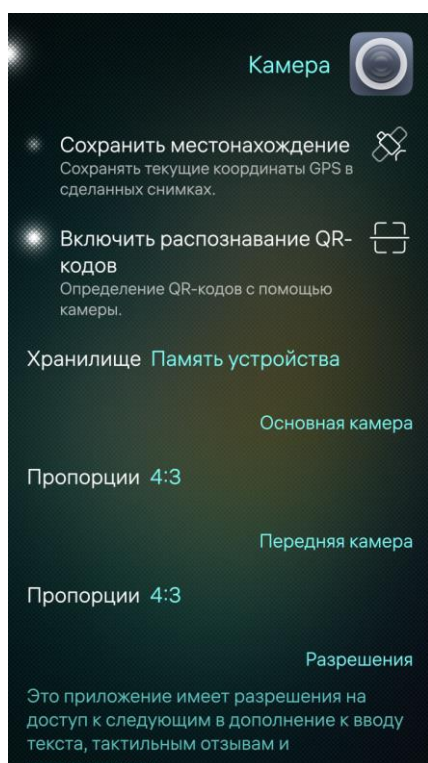 Камера
Сохранить местонахождение
Сохранять текущие координаты GPS в
сделанных снимках.
Включить распознавание QR-
кодов
Определение QR-кодов с помощью
камеры.
Хранилище Память устройства
Основная камера
Пропорции 4:3
Передняя камера
Пропорции 4:3
Разрешения
Это приложение имеет разрешения на
доступ к следующим в дополнение к вводу
текста, тактильным отзывам и